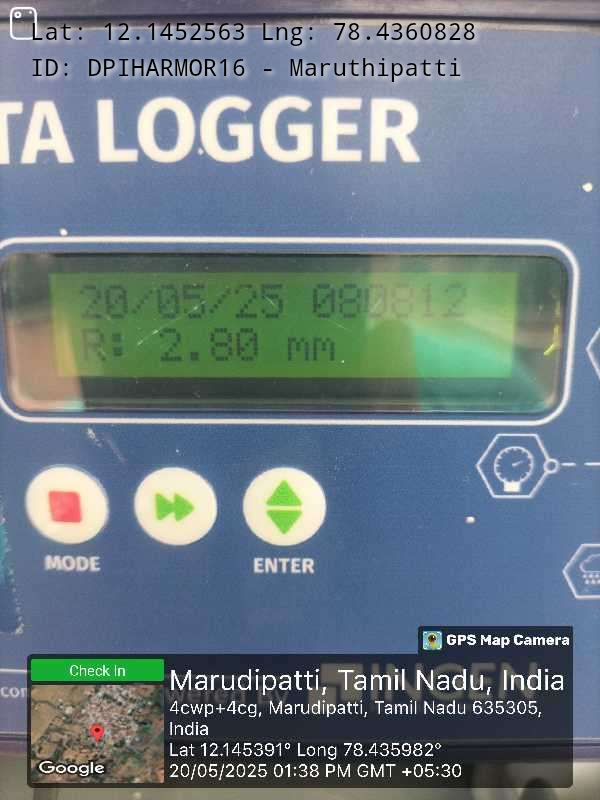 Lat: 12.1452563 Lng: 78.4360828
ID: DPIHARMOR16 - Maruthipatti
TA LOGGER
20/05/25 080812
R: 2.80 mm
MODE
ENTER
GPS Map Camera
Check In
Marudipatti, Tamil Nadu, India
4cwp+4cg, Marudipatti, Tamil Nadu 635305,
India
Lat 12.145391° Long 78.435982°
20/05/2025 01:38 PM GMT +05:30
Google